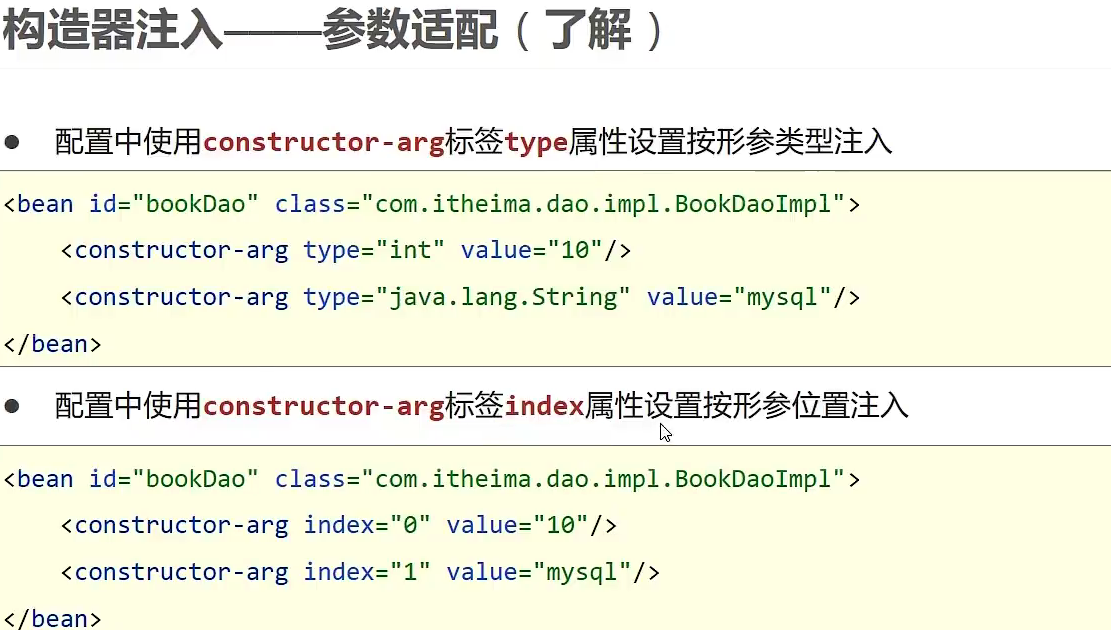 构造器注入——参数适配（了解）
● 配置中使用constructor-arg标签type属性设置按形参类型注入
<bean id="bookDao" class="com.itheima.dao.impl.BookDaoImpl">
    <constructor-arg type="int" value="10"/>
    <constructor-arg type="java.lang.String" value="mysql"/>
</bean>
● 配置中使用constructor-arg标签index属性设置按形参位置注入
<bean id="bookDao" class="com.itheima.dao.impl.BookDaoImpl">
    <constructor-arg index="0" value="10"/>
    <constructor-arg index="1" value="mysql"/>
</bean>